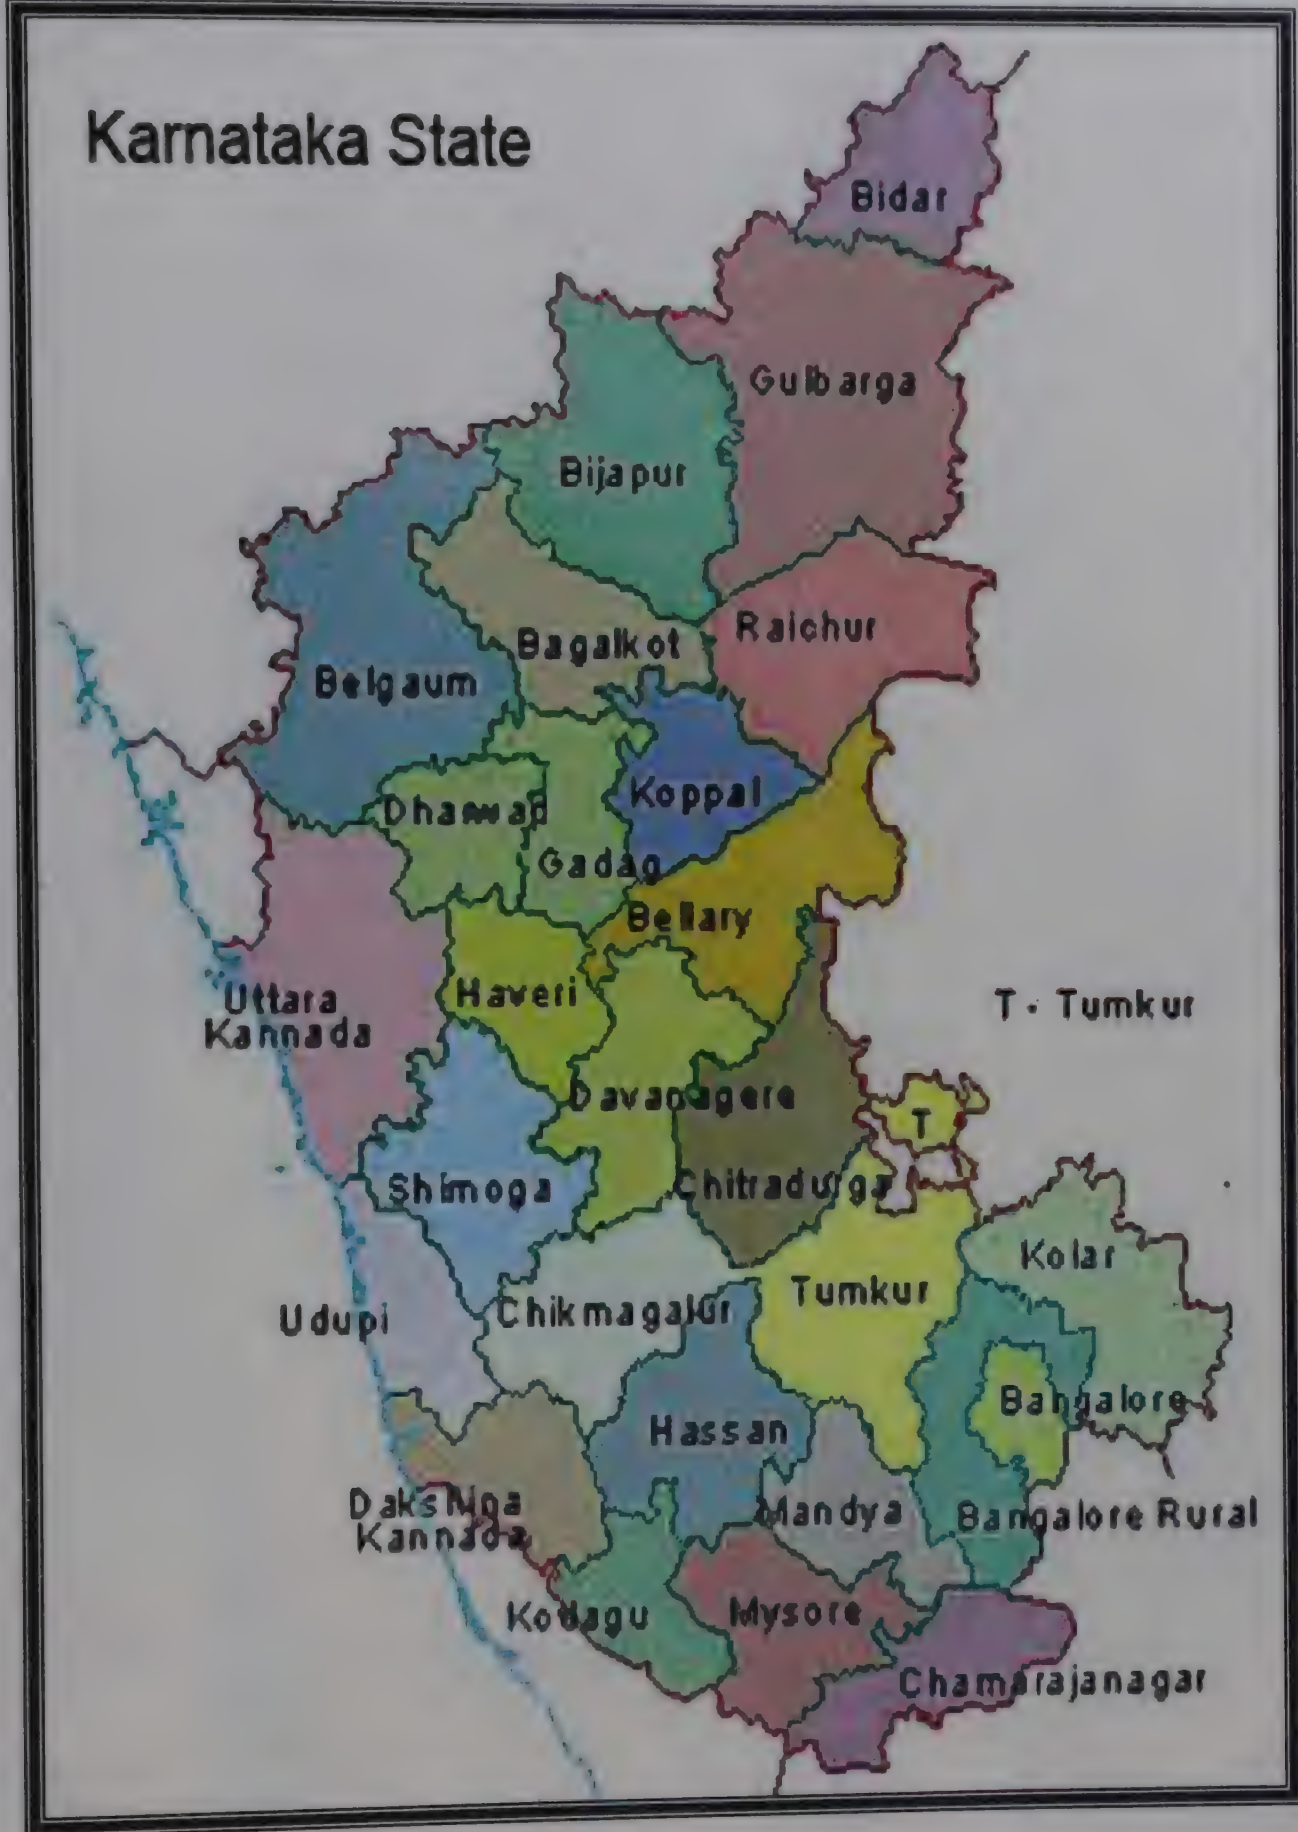 Karnataka State
Bidar
Gulbarga
Bijapur
Raichur
Bagalkot
Belgaum
Koppal
Dharwad
Gadag
Bellary
Haveri
Uttara
Kannada
T - Tumkur
Davanagere
T
Shimoga
Chitradurga
Kolar
Tumkur
Udupi
Chikmagalur
Bangalore
Hassan
Dakshina
Kannada
Mandya
Bangalore Rural
Kodagu
Mysore
Chamarajanagar